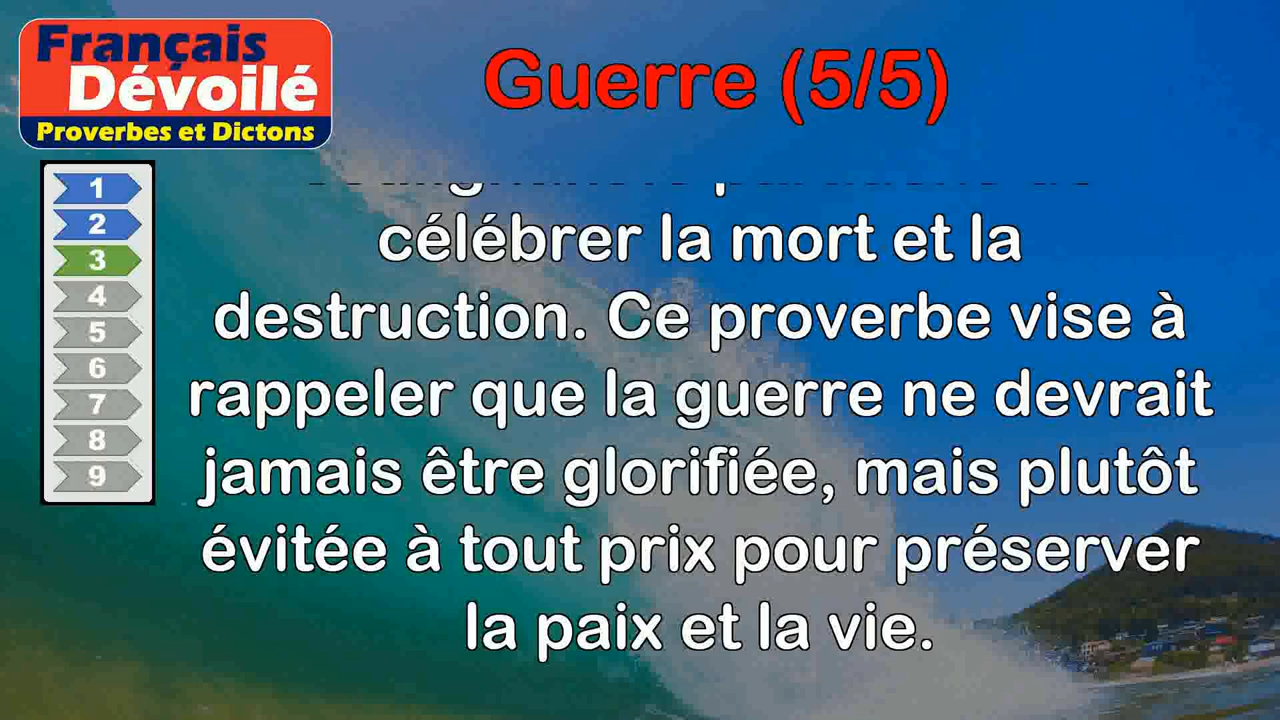 Français
Dévoilé
Proverbes et Dictons
Guerre (5/5)
1
2
3
4
5
6
7
8
9
célébrer la mort et la
destruction. Ce proverbe vise à
rappeler que la guerre ne devrait
jamais être glorifiée, mais plutôt
évitée à tout prix pour préserver
la paix et la vie.